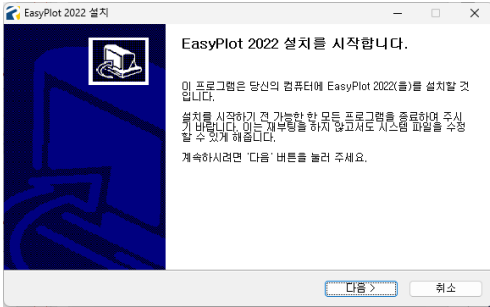 EasyPlot 2022 설치
EasyPlot 2022 설치를 시작합니다.
이 프로그램은 당신의 컴퓨터에 EasyPlot 2022(을)를 설치할 것
입니다.
설치를 시작하기 전 가능한 한 모든 프로그램을 종료하여 주시
기 바랍니다. 이는 재부팅을 하지 않고서도 시스템 파일을 수정
할 수 있게 해줍니다.
계속하시려면 '다음' 버튼을 눌러 주세요.
다음 >
취소